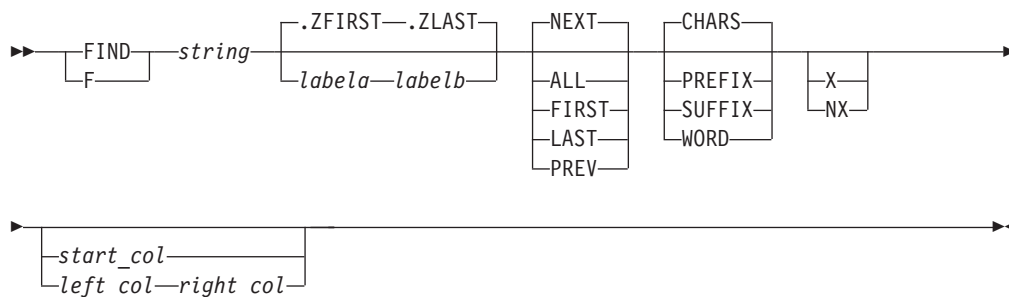 .ZFIRST .ZLAST NEXT CHARS
FIND string
F labela labelb ALL PREFIX X
FIRST SUFFIX NX
LAST WORD
PREV
start_col
left col right col